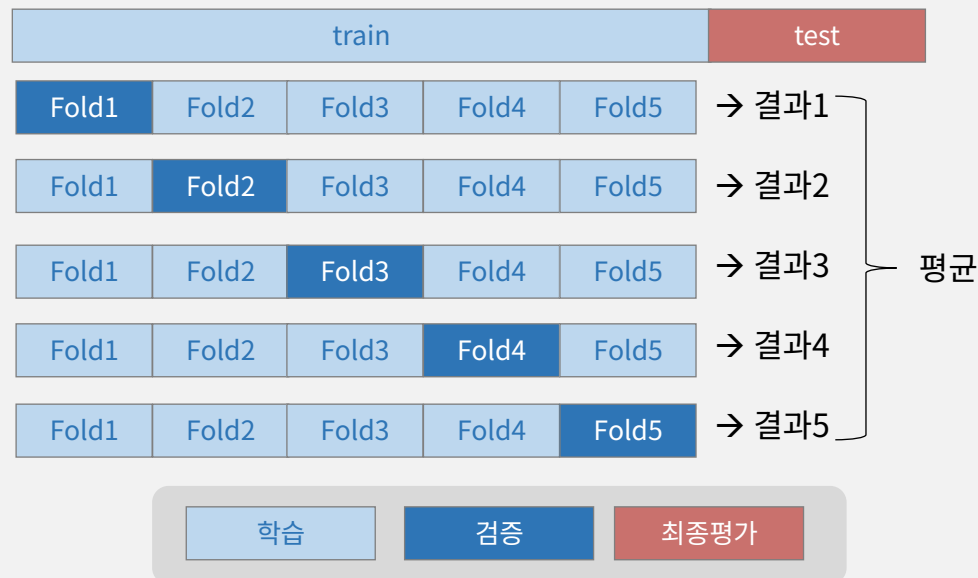 train test
Fold1 Fold2 Fold3 Fold4 Fold5 → 결과1
Fold1 Fold2 Fold3 Fold4 Fold5 → 결과2
Fold1 Fold2 Fold3 Fold4 Fold5 → 결과3
평균
Fold1 Fold2 Fold3 Fold4 Fold5 → 결과4
Fold1 Fold2 Fold3 Fold4 Fold5 → 결과5
학습 검증 최종평가